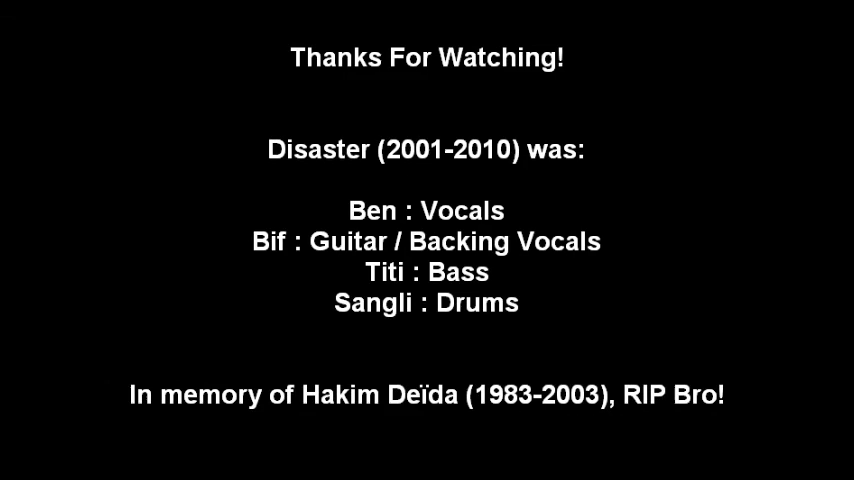 Thanks For Watching!
Disaster (2001-2010) was:
Ben : Vocals
Bif : Guitar / Backing Vocals
Titi : Bass
Sangli : Drums
In memory of Hakim Deïda (1983-2003), RIP Bro!